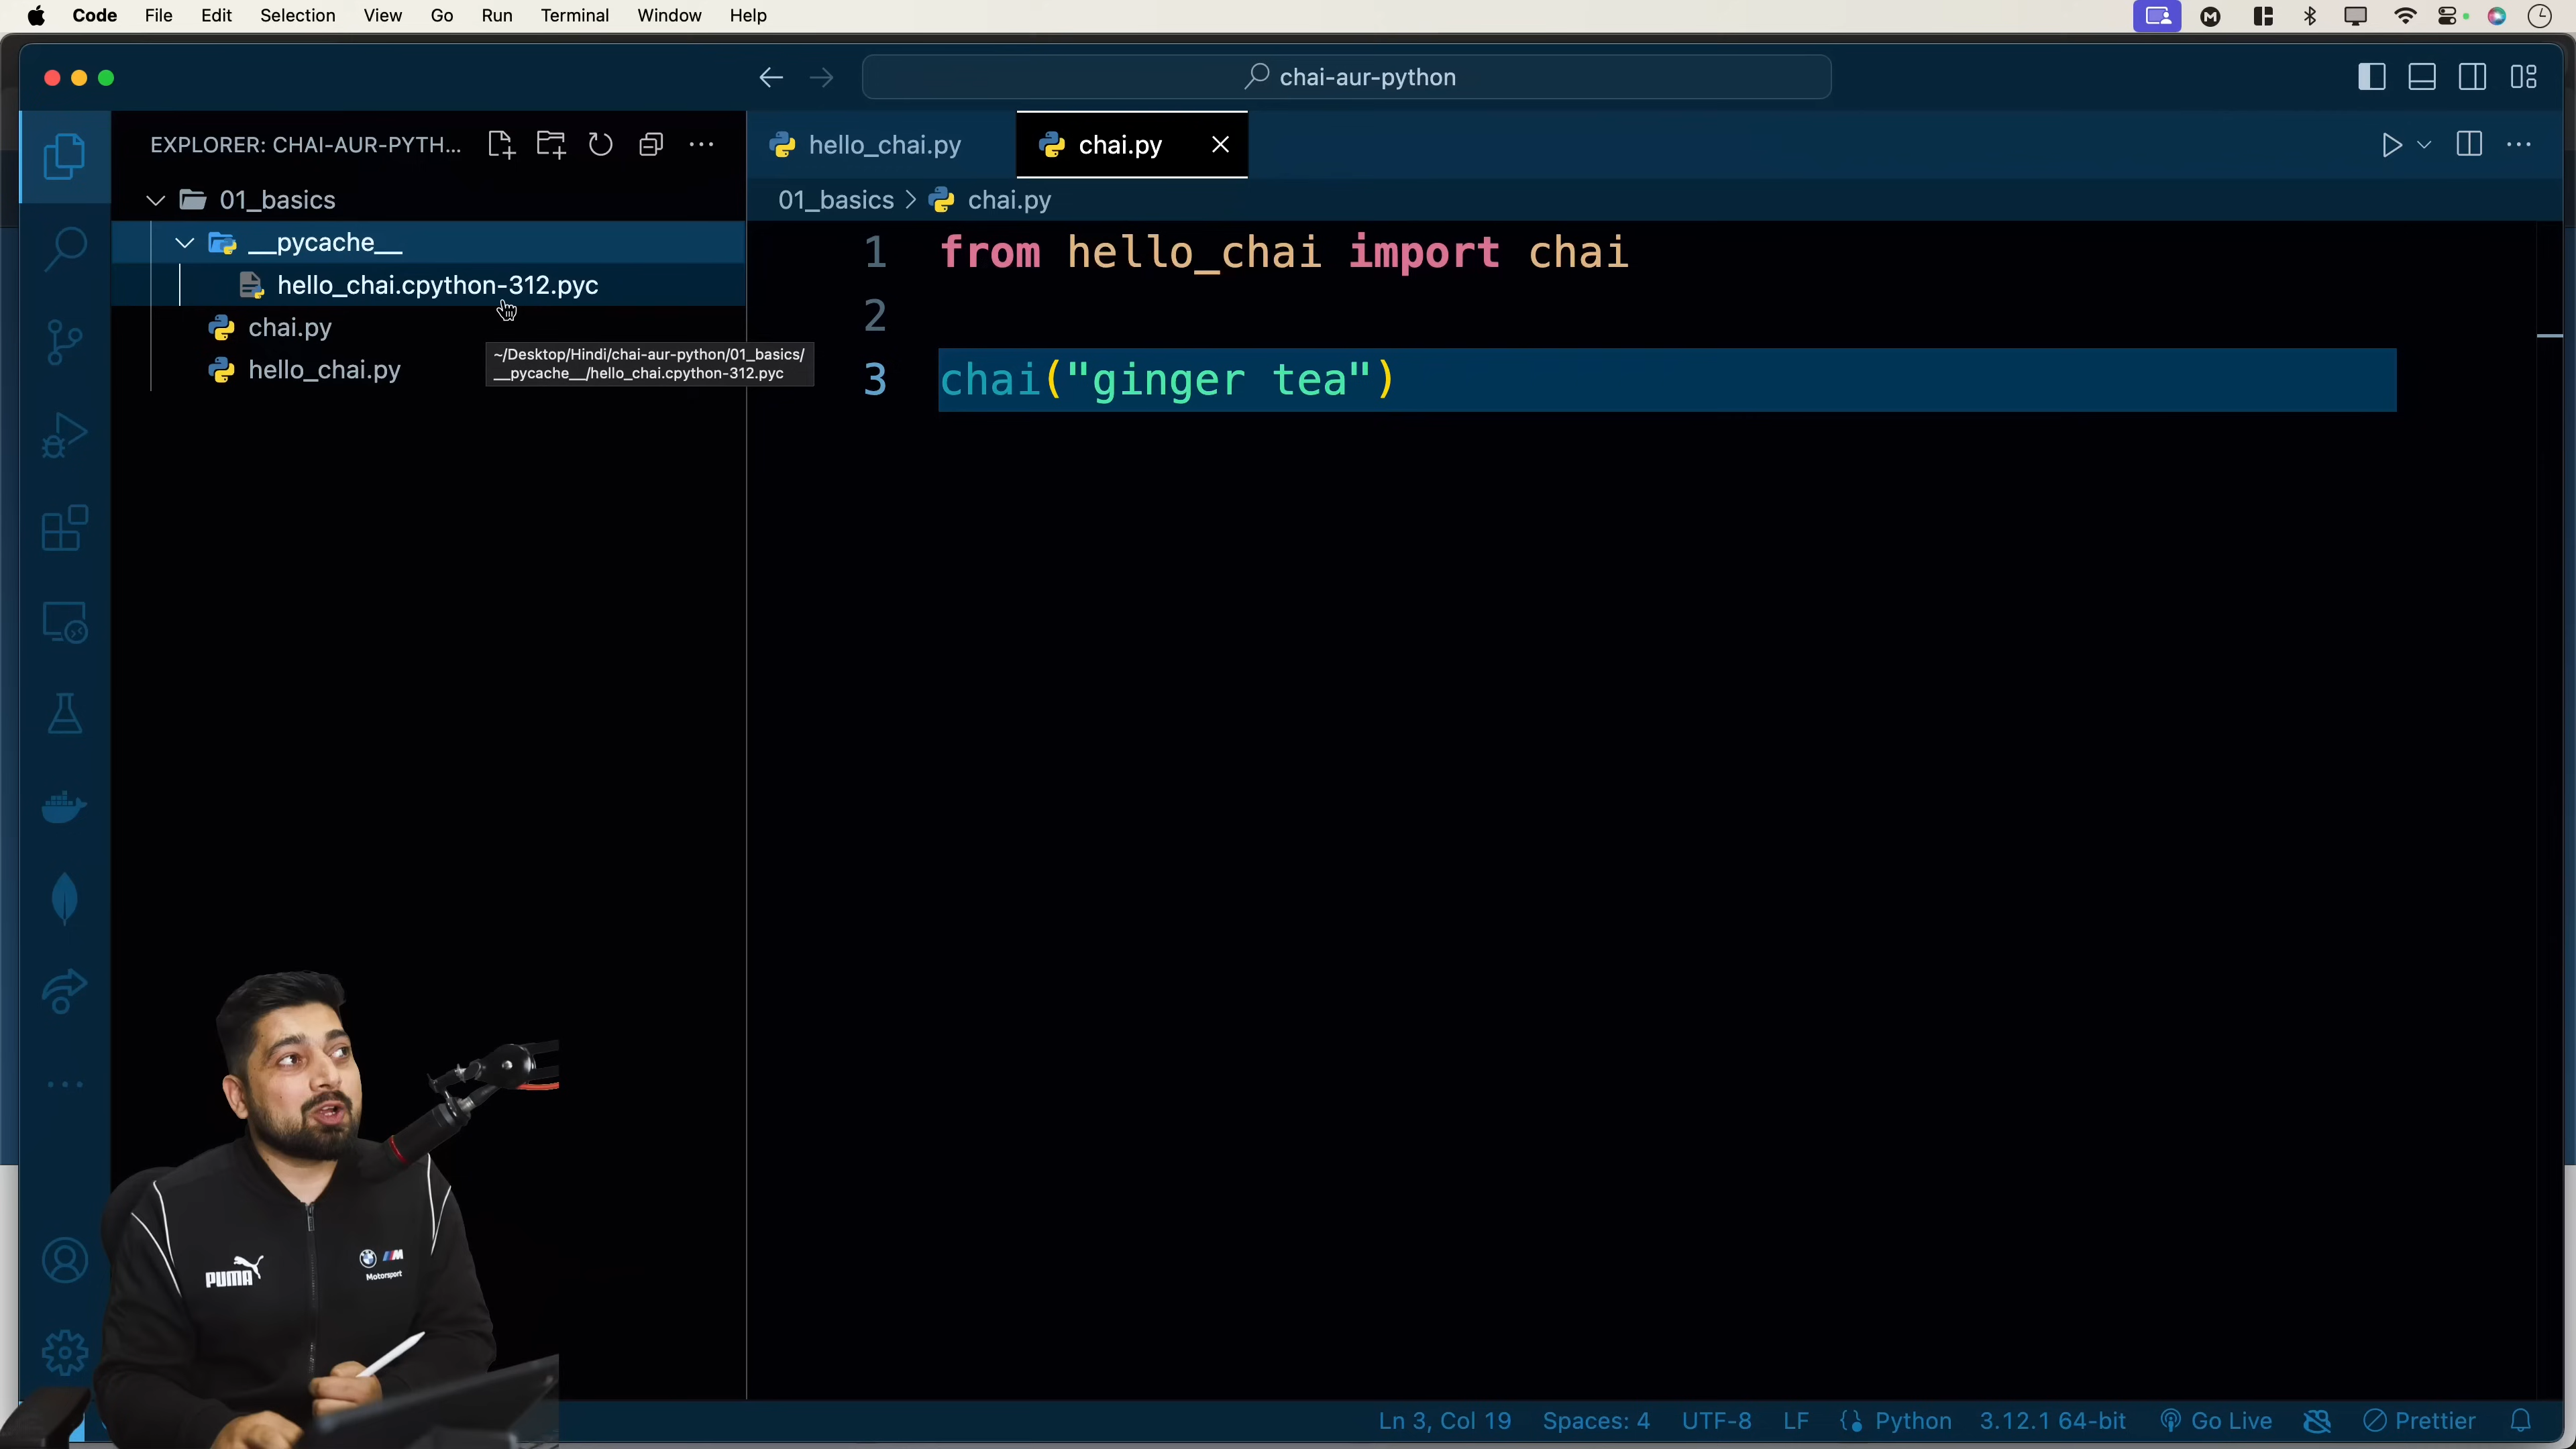 Code File Edit Selection View Go Run Terminal Window Help
chai-aur-python
EXPLORER: CHAI-AUR-PYTH...
01_basics
__pycache__
hello_chai.cpython-312.pyc
chai.py
hello_chai.py
~/Desktop/Hindi/chai-aur-python/01_basics/
__pycache__/hello_chai.cpython-312.pyc
hello_chai.py chai.py
01_basics > chai.py
1 from hello_chai import chai
2
3 chai("ginger tea")
PUMA
M
Motorsport
Ln 3, Col 19 Spaces: 4 UTF-8 LF {} Python 3.12.1 64-bit Go Live Prettier